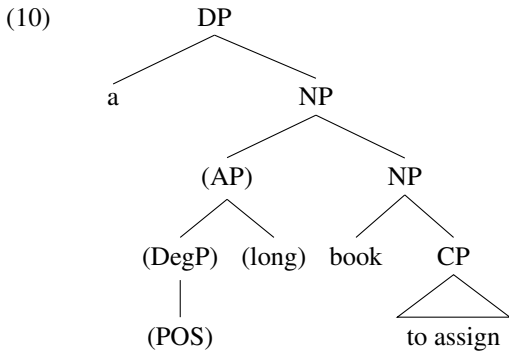 (10) DP
a NP
(AP) NP
(DegP) (long) book CP
(POS) to assign